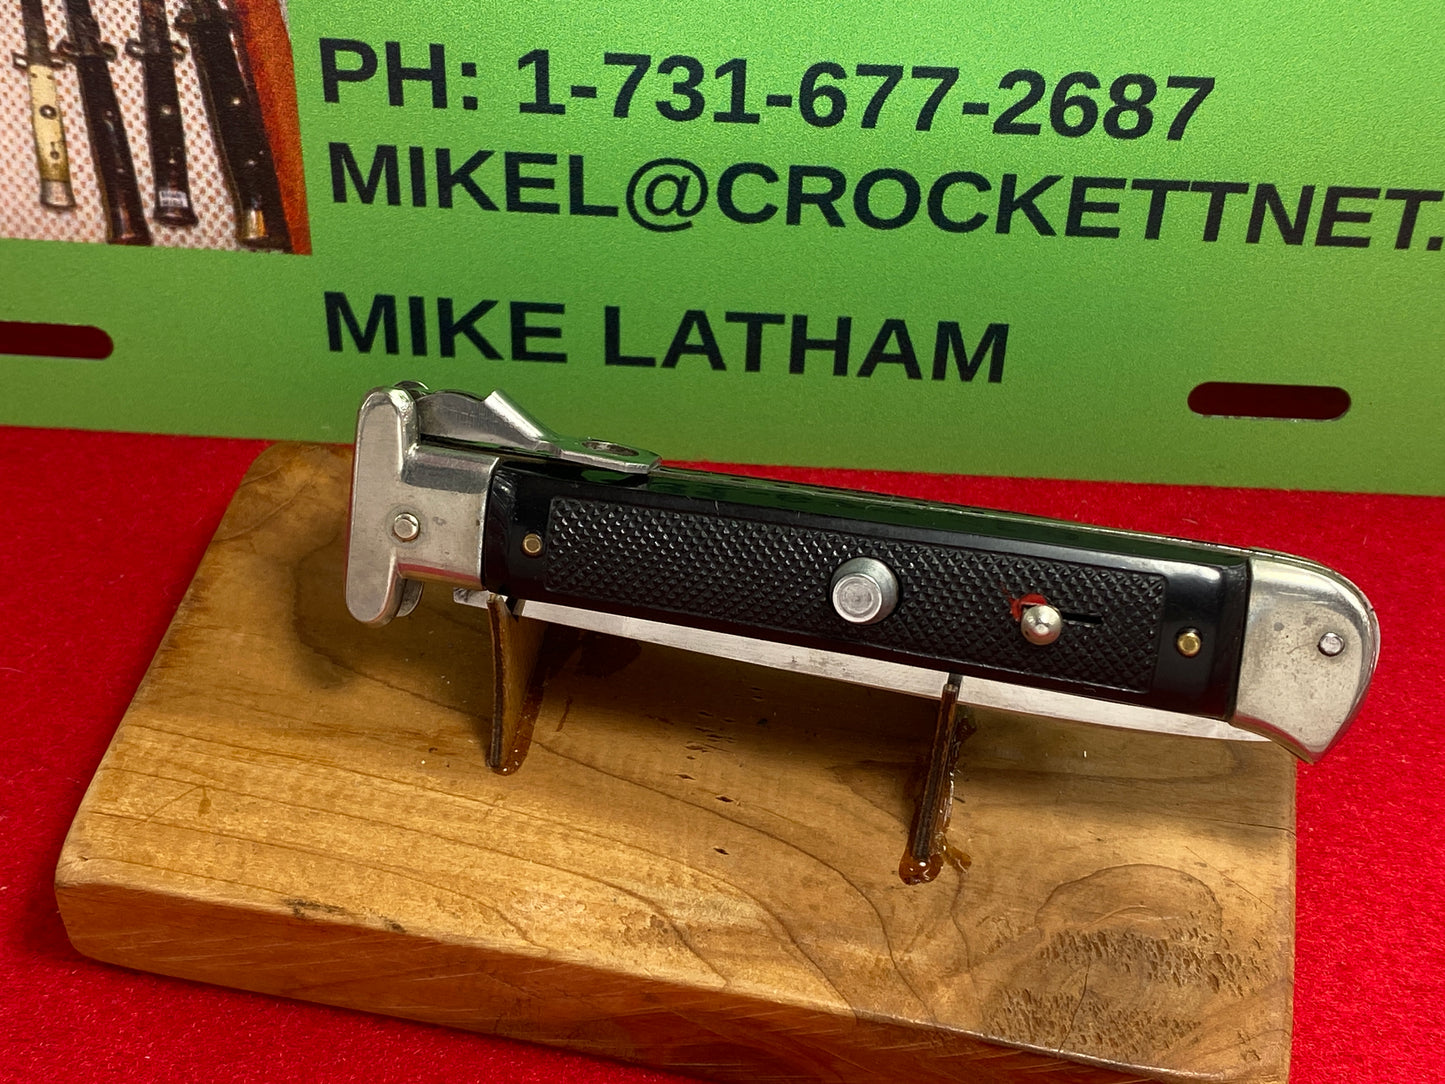 PH: 1-731-677-2687
MIKEL@CROCKETTNET.
MIKE LATHAM